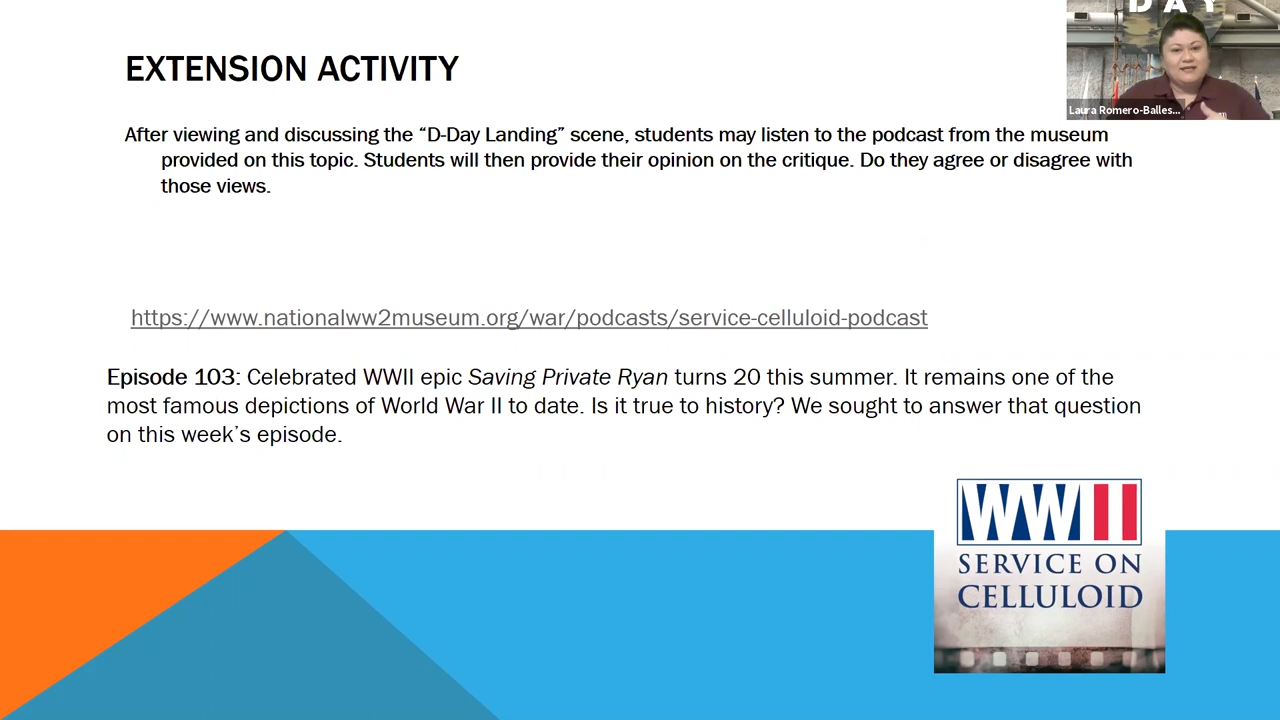 DAY
EXTENSION ACTIVITY
Laura Romero-Balles...
After viewing and discussing the “D-Day Landing” scene, students may listen to the podcast from the museum
provided on this topic. Students will then provide their opinion on the critique. Do they agree or disagree with
those views.
https://www.nationalww2museum.org/war/podcasts/service-celluloid-podcast
Episode 103: Celebrated WWII epic Saving Private Ryan turns 20 this summer. It remains one of the
most famous depictions of World War II to date. Is it true to history? We sought to answer that question
on this week’s episode.
WWII
SERVICE ON
CELLULOID